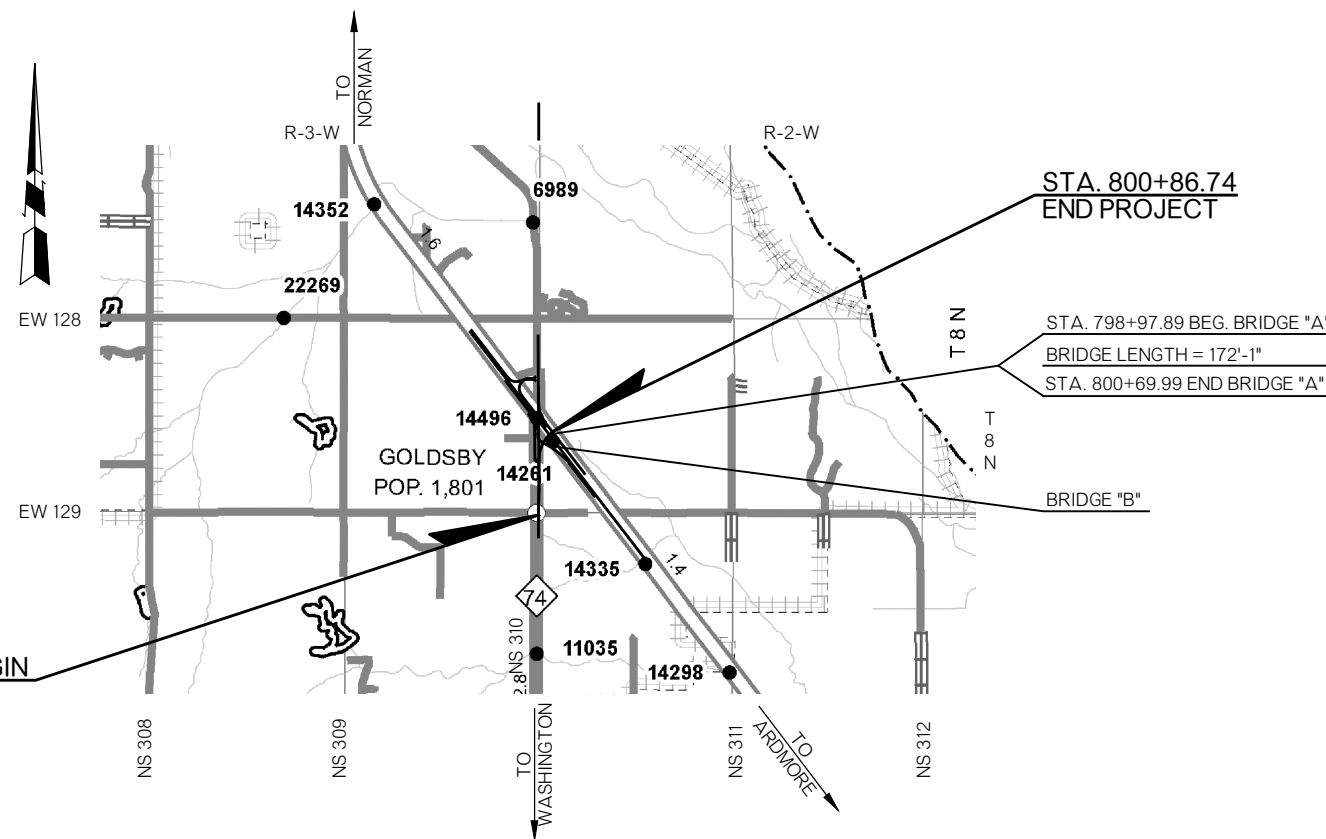 TO
NORMAN
R-3-W
R-2-W
6989
14352
1.6
STA. 800+86.74
END PROJECT
22269
EW 128
T 8 N
STA. 798+97.89 BEG. BRIDGE "A"
BRIDGE LENGTH = 172'-1"
STA. 800+69.99 END BRIDGE "A"
14496
T
8
N
GOLDSBY
POP. 1,801
14261
BRIDGE "B"
EW 129
14335
1.4
74
NS 310
11035
14298
2.8
NS 308
NS 309
TO
WASHINGTON
NS 311
TO
ARDMORE
NS 312